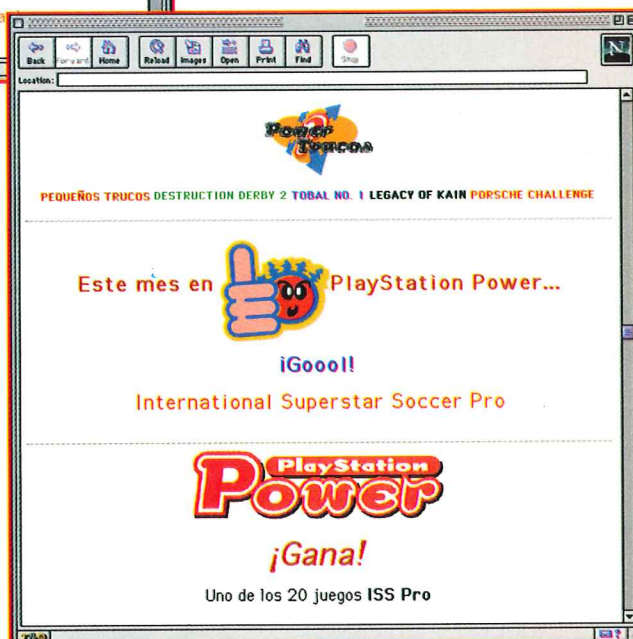 Back Forward Home Reload Images Open Print Find Stop
N
Location:
Power
Trucos
PEQUEÑOS TRUCOS DESTRUCTION DERBY 2 TOBAL NO. 1 LEGACY OF KAIN PORSCHE CHALLENGE
Este mes en PlayStation Power...
¡Goool!
International Superstar Soccer Pro
PlayStation
Power
¡Gana!
Uno de los 20 juegos ISS Pro